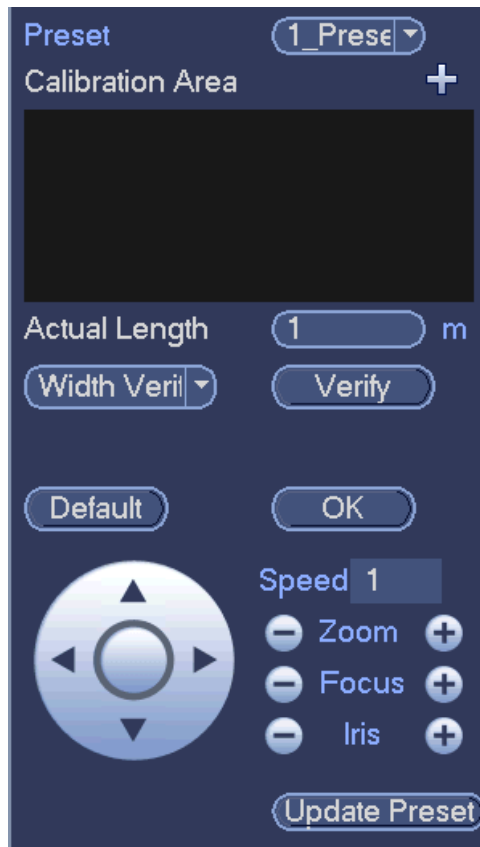 Preset 1_Prese
Calibration Area
Actual Length 1 m
Width Veri Verify
Default OK
Speed 1
Zoom
Focus
Iris
Update Preset